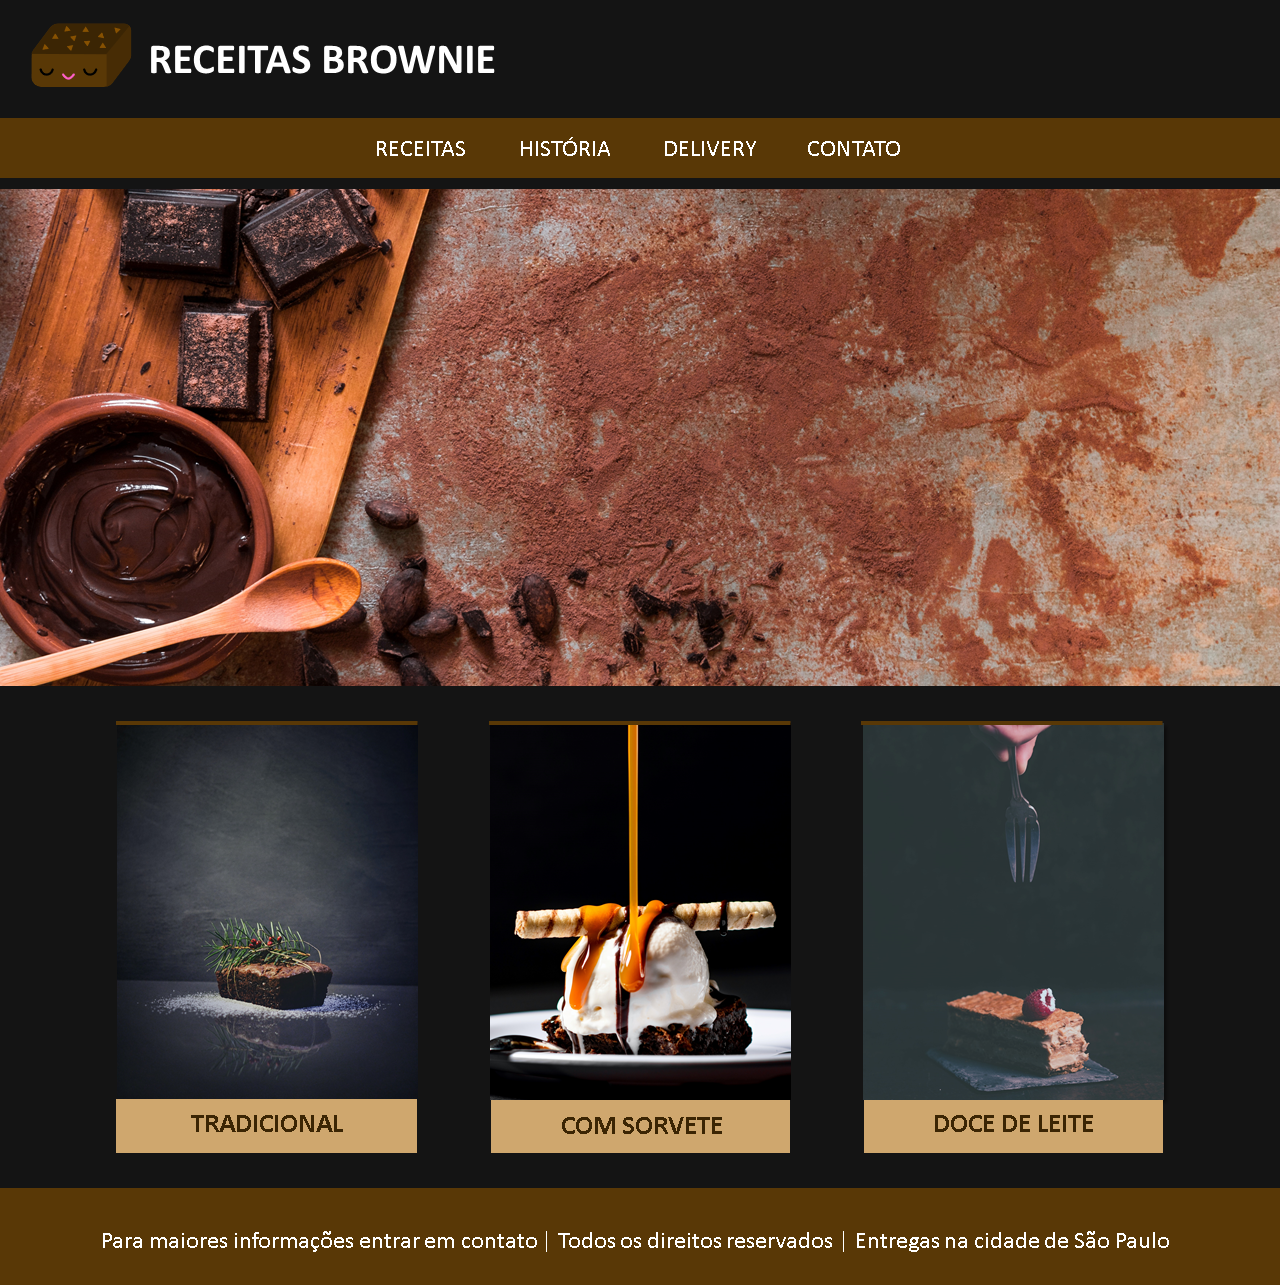 RECEITAS BROWNIE
RECEITAS HISTÓRIA DELIVERY CONTATO
TRADICIONAL
COM SORVETE
DOCE DE LEITE
Para maiores informações entrar em contato | Todos os direitos reservados | Entregas na cidade de São Paulo